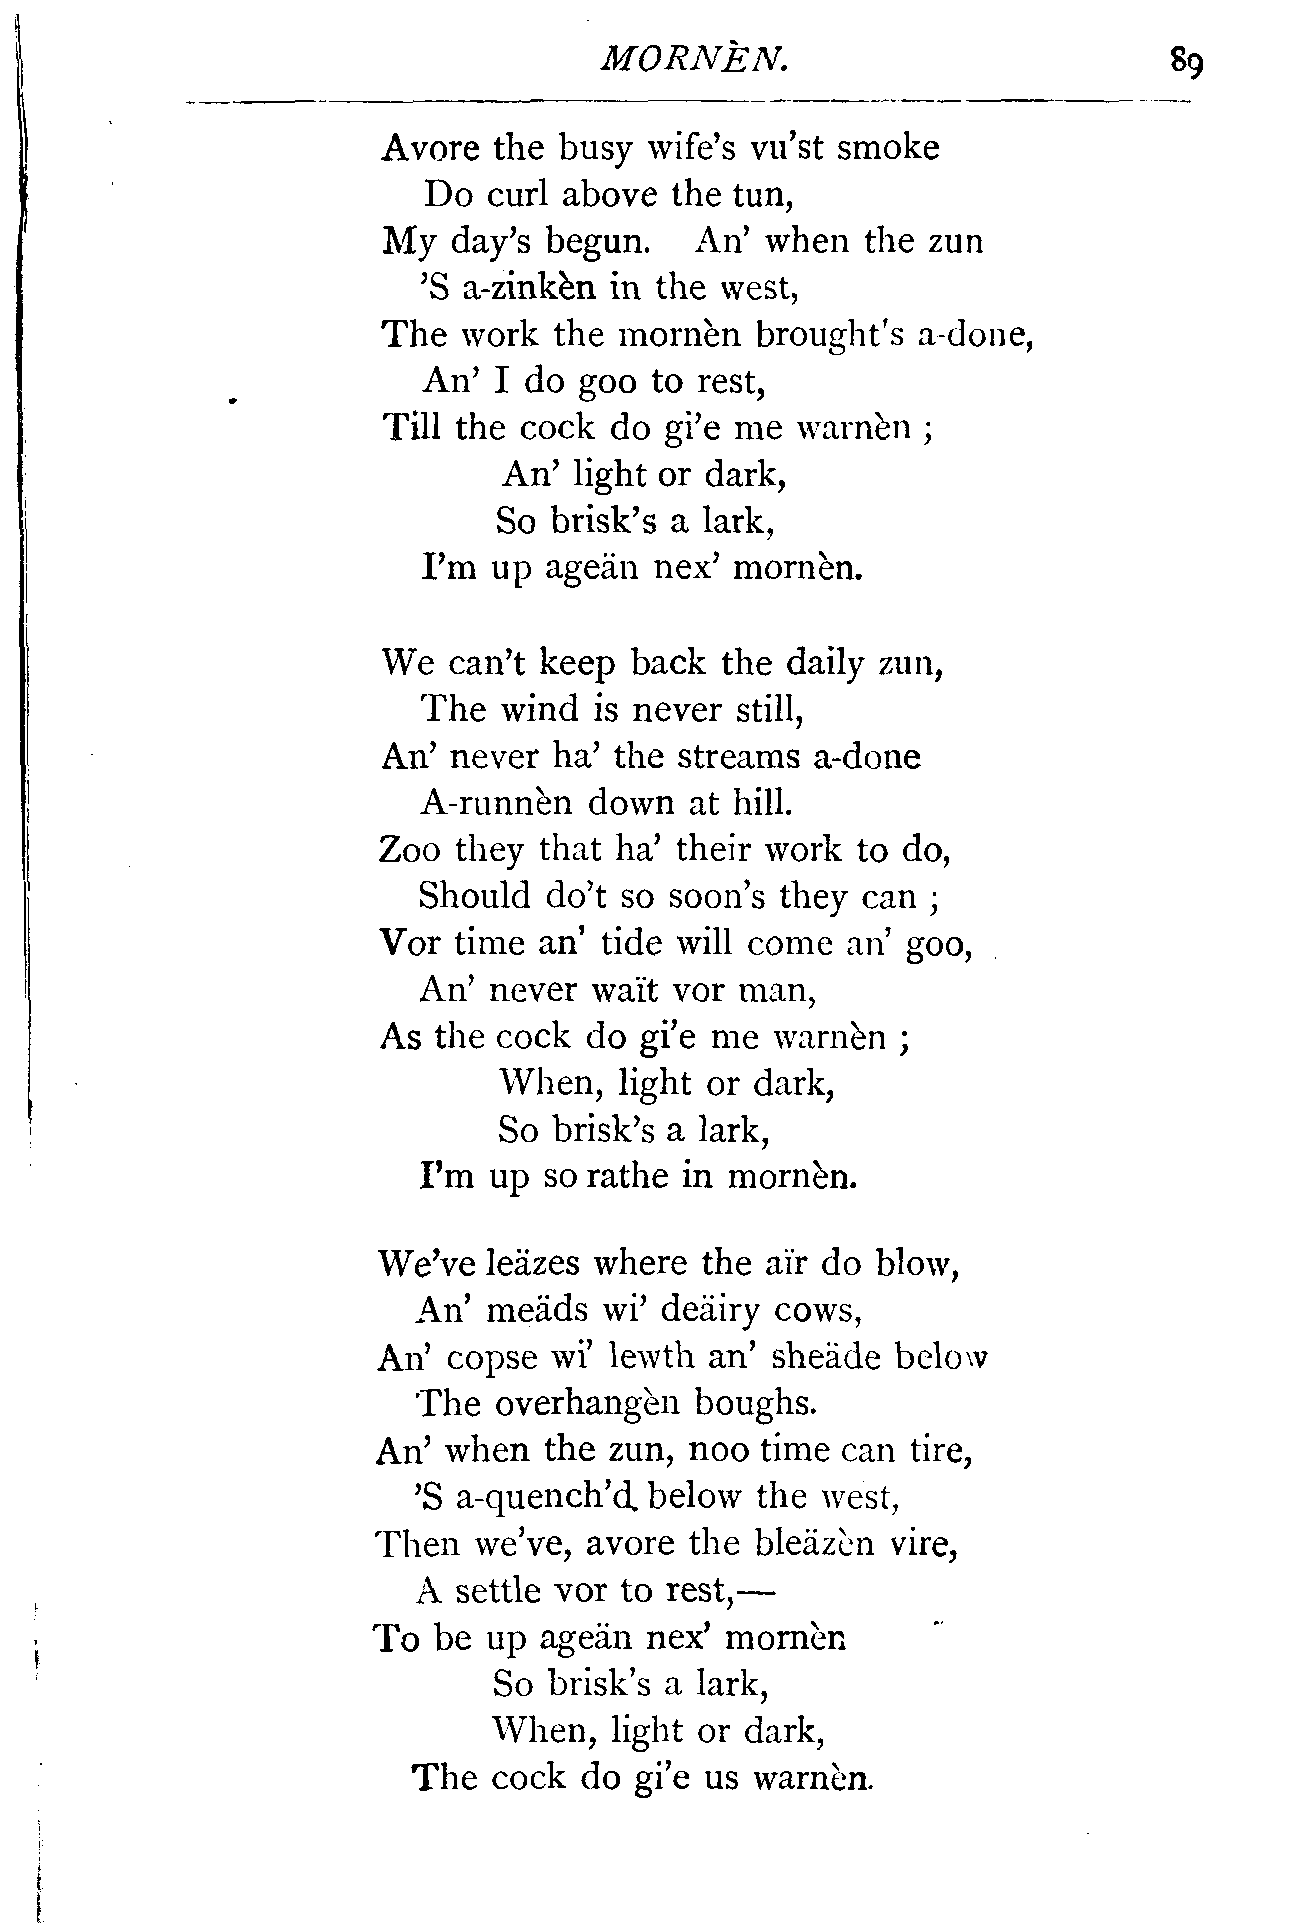 MORNÈN. 89
Avore the busy wife's vu'st smoke
Do curl above the tun,
My day's begun. An' when the zun
'S a-zinkèn in the west,
The work the mornèn brought's a-done,
An' I do goo to rest,
Till the cock do gi'e me warnèn ;
An' light or dark,
So brisk's a lark,
I'm up ageän nex' mornèn.
We can't keep back the daily zun,
The wind is never still,
An' never ha' the streams a-done
A-runnèn down at hill.
Zoo they that ha' their work to do,
Should do't so soon's they can ;
Vor time an' tide will come an' goo,
An' never waït vor man,
As the cock do gi'e me warnèn ;
When, light or dark,
So brisk's a lark,
I'm up so rathe in mornèn.
We've leäzes where the aïr do blow,
An' meäds wi' deäiry cows,
An' copse wi' lewth an' sheäde below
The overhangèn boughs.
An' when the zun, noo time can tire,
'S a-quench'd below the west,
Then we've, avore the bleäzèn vire,
A settle vor to rest,—
To be up ageän nex' mornèn
So brisk's a lark,
When, light or dark,
The cock do gi'e us warnèn.